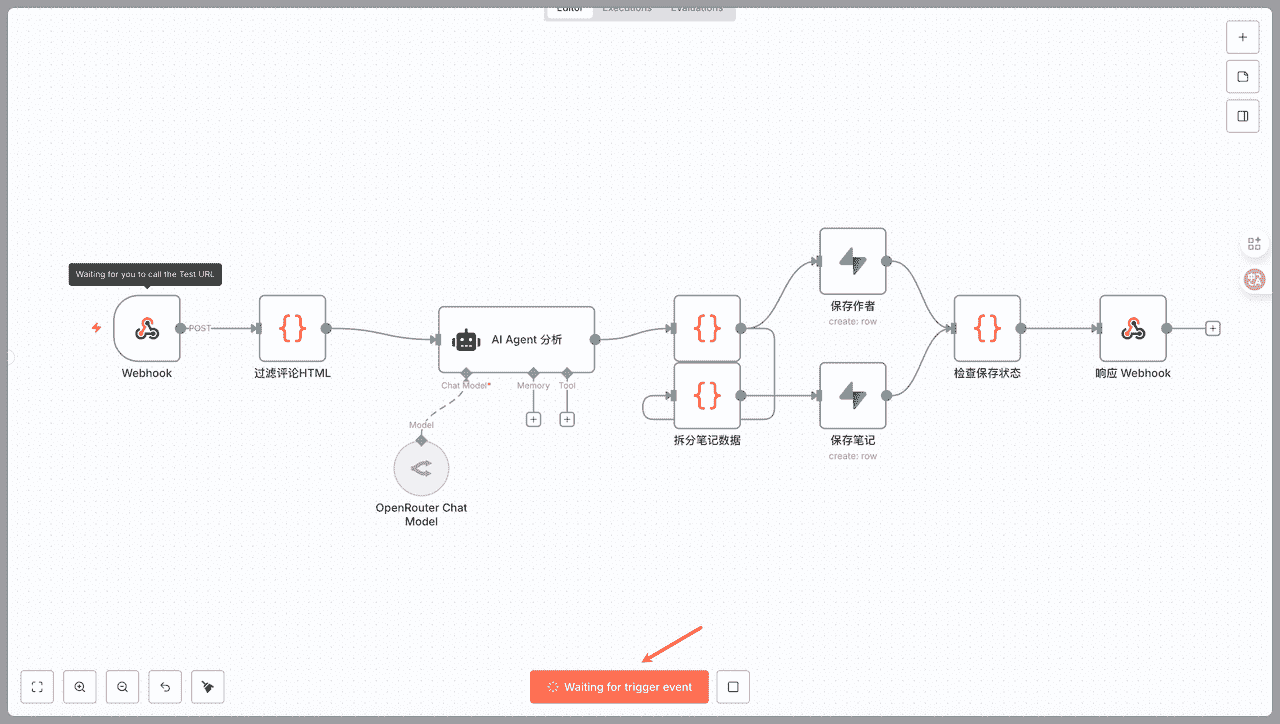 Editor Executions Evaluations
Waiting for you to call the Test URL
POST
Webhook
过滤评论HTML
AI Agent 分析
Chat Model*
Memory
Tool
Model
OpenRouter Chat
Model
拆分笔记数据
保存作者
create: row
保存笔记
create: row
检查保存状态
响应 Webhook
Waiting for trigger event